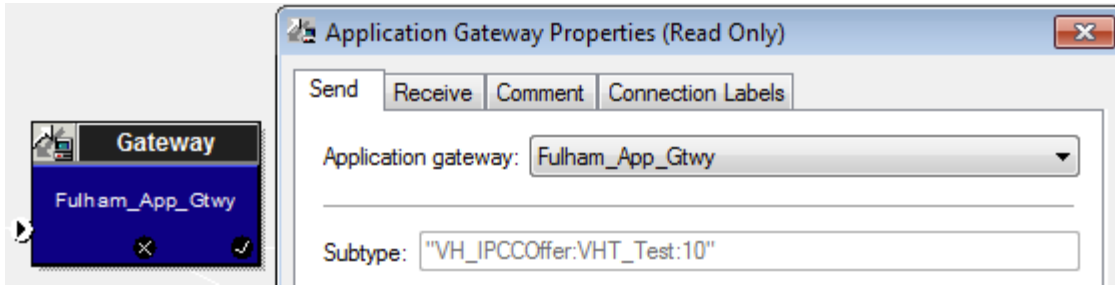 Gateway
Fulham_App_Gtwy
Application Gateway Properties (Read Only)
Send Receive Comment Connection Labels
Application gateway: Fulham_App_Gtwy
Subtype: "VH_IPCCOffer:VHT_Test:10"